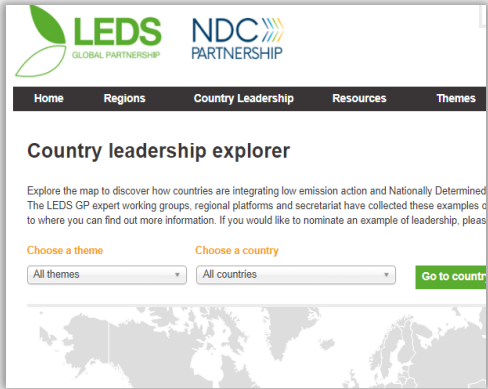 LEDS
GLOBAL PARTNERSHIP
NDC
PARTNERSHIP
Home Regions Country Leadership Resources Themes
Country leadership explorer
Explore the map to discover how countries are integrating low emission action and Nationally Determined
The LEDS GP expert working groups, regional platforms and secretariat have collected these examples o
to where you can find out more information. If you would like to nominate an example of leadership, pleas
Choose a theme Choose a country
All themes All countries Go to countr